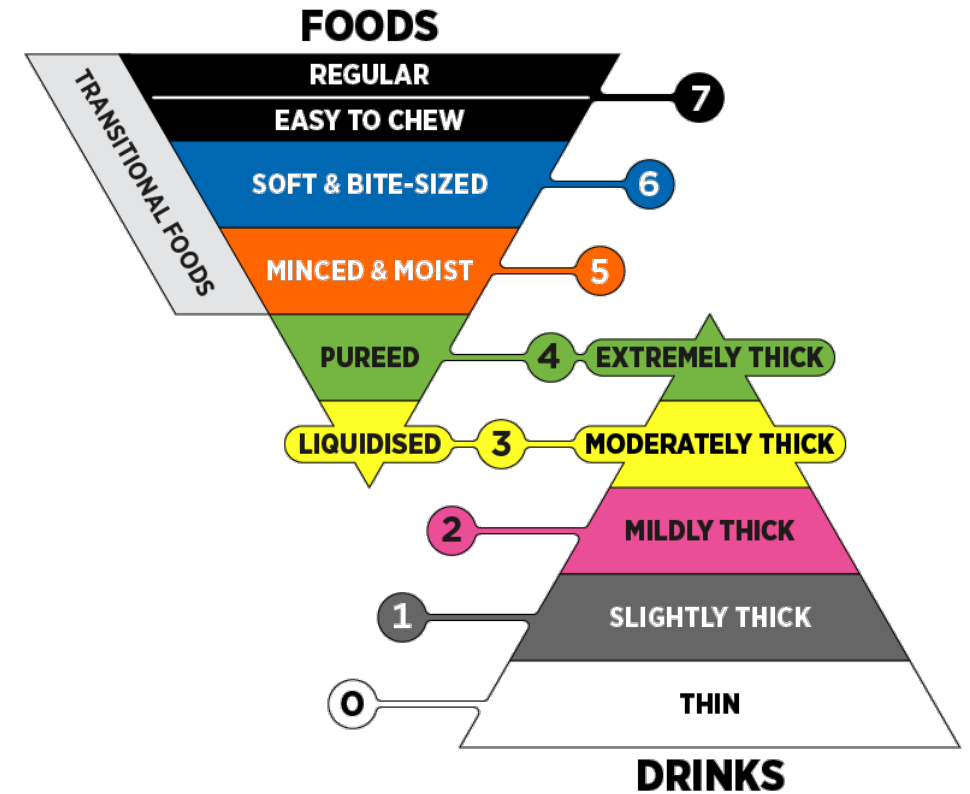 FOODS
TRANSITIONAL FOODS
REGULAR
7
EASY TO CHEW
SOFT & BITE-SIZED
6
MINCED & MOIST
5
PUREED
4
EXTREMELY THICK
LIQUIDISED
3
MODERATELY THICK
2
MILDLY THICK
1
SLIGHTLY THICK
0
THIN
DRINKS